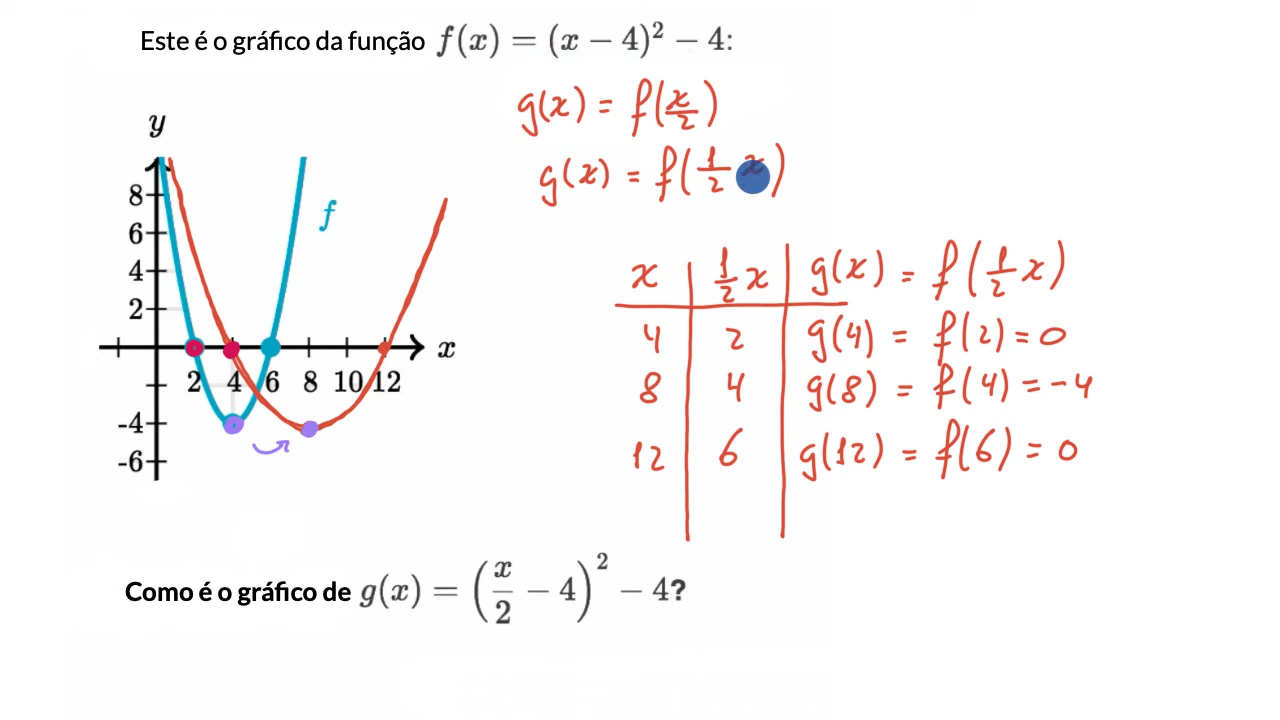 Este é o gráfico da função f(x) = (x − 4)² − 4:
g(x) = f(x/2)
g(x) = f(1/2 x)
y
8
6
4
2
-4
-6
2 4 6 8 10 12
x
f
x | 1/2 x | g(x) = f(1/2 x)
4 | 2 | g(4) = f(2) = 0
8 | 4 | g(8) = f(4) = -4
12 | 6 | g(12) = f(6) = 0
Como é o gráfico de g(x) = (x/2 − 4)² − 4?